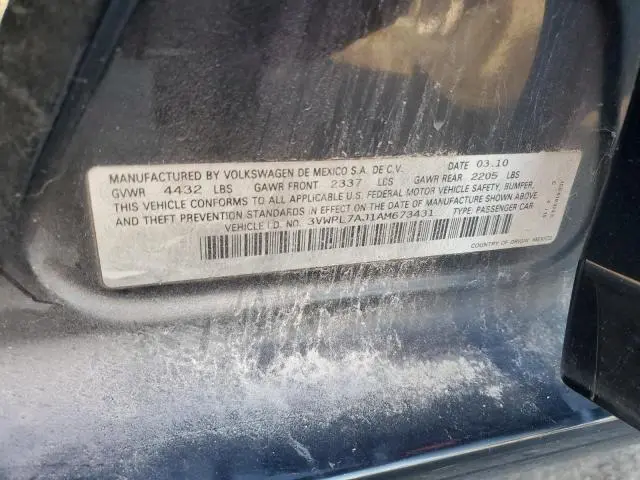 MANUFACTURED BY VOLKSWAGEN DE MEXICO S.A. DE C.V. DATE 03.10
GVWR 4432 LBS GAWR FRONT 2337 LBS GAWR REAR 2205 LBS
THIS VEHICLE CONFORMS TO ALL APPLICABLE U.S. FEDERAL MOTOR VEHICLE SAFETY, BUMPER,
AND THEFT PREVENTION STANDARDS IN EFFECT ON THE DATE OF MANUFACTURE SHOWN ABOVE.
VEHICLE I.D. NO. 3VWPL7AJ1AM673431 TYPE: PASSENGER CAR
COUNTRY OF ORIGIN: MEXICO